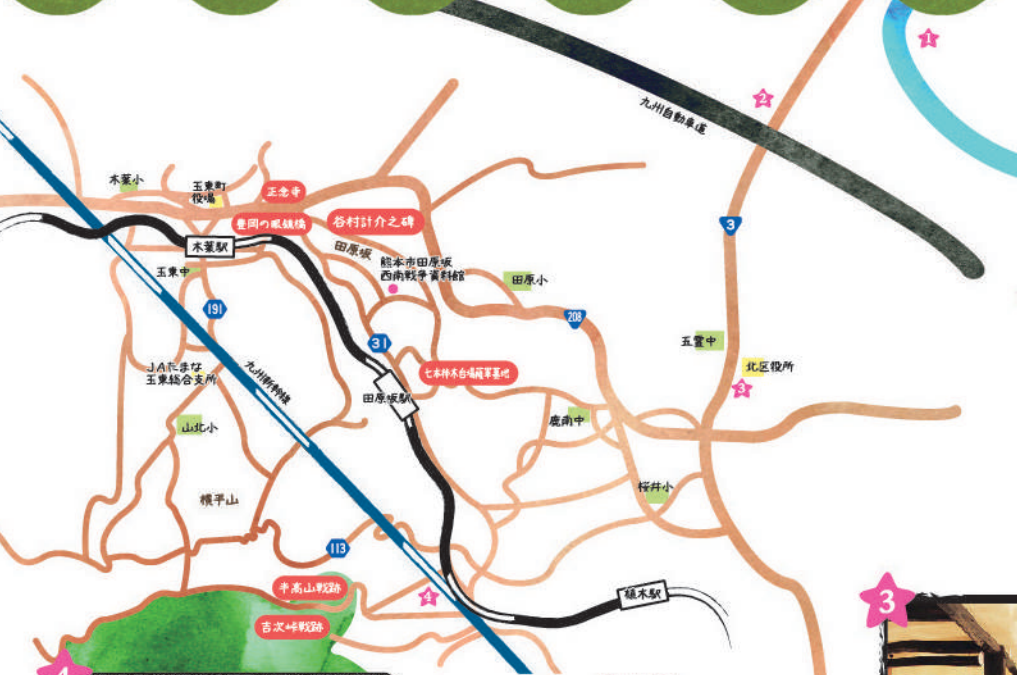 1
2
九州自動車道
木葉小
玉東町
役場
正念寺
豊岡の眼鏡橋
谷村計介之碑
3
木葉駅
田原坂
熊本市田原坂
西南戦争資料館
玉東中
田原小
191
208
31
五霊中
JAたまな
玉東総合支所
九州新幹線
七本柿木台場薩軍墓地
北区役所
3
田原坂駅
山北小
鹿南中
横平山
桜井小
113
半高山戦跡
4
植木駅
3
吉次峠戦跡
4